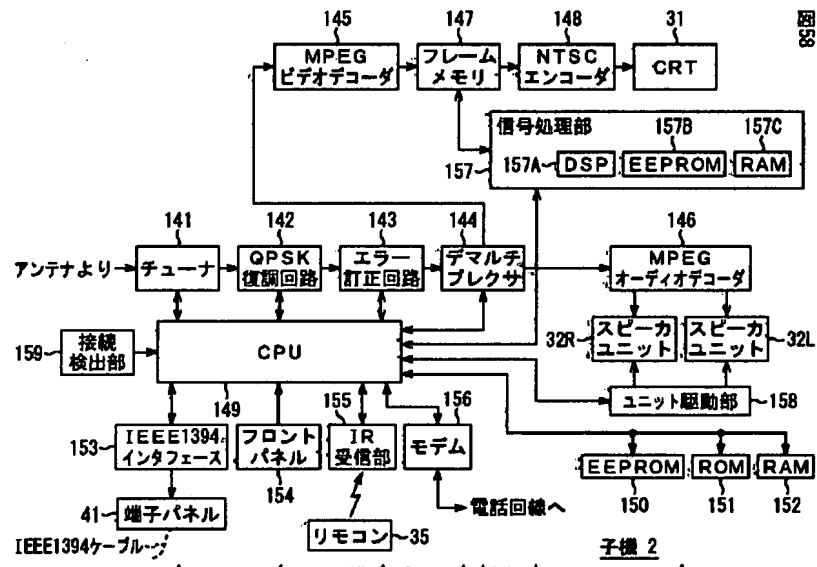 図58
145
147
148
31
MPEG
ビデオデコーダ
フレーム
メモリ
NTSC
エンコーダ
CRT
信号処理部
157B
157C
157A
DSP
EEPROM
RAM
157
141
142
143
144
146
アンテナより
チューナ
QPSK
復調回路
エラー
訂正回路
デマルチ
プレクサ
MPEG
オーディオデコーダ
159
接続
検出部
CPU
32R
スピーカ
ユニット
スピーカ
ユニット
32L
149
155
156
ユニット駆動部
158
153
IEEE1394
インタフェース
フロント
パネル
IR
受信部
モデム
154
EEPROM
ROM
RAM
150
151
152
41
端子パネル
電話回線へ
IEEE1394ケーブル
リモコン
35
子機 2